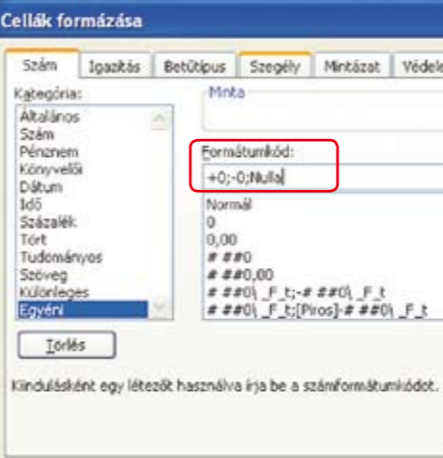 Cellák formázása
Szám Igazítás Betűtípus Szegély Mintázat Védele
Kategória:
Általános
Szám
Pénznem
Könyvelői
Dátum
Idő
Százalék
Tört
Tudományos
Szöveg
Különleges
Egyéni
Minta
Formátumkód:
+0;-0;Nulla
Normál
0
0,00
# ##0
# ##0,00
# ##0\ _F_t;-# ##0\ _F_t
# ##0\ _F_t;[Piros]-# ##0\ _F_t
Törlés
Kiindulásként egy létezőt használva írja be a számformátumkódot.